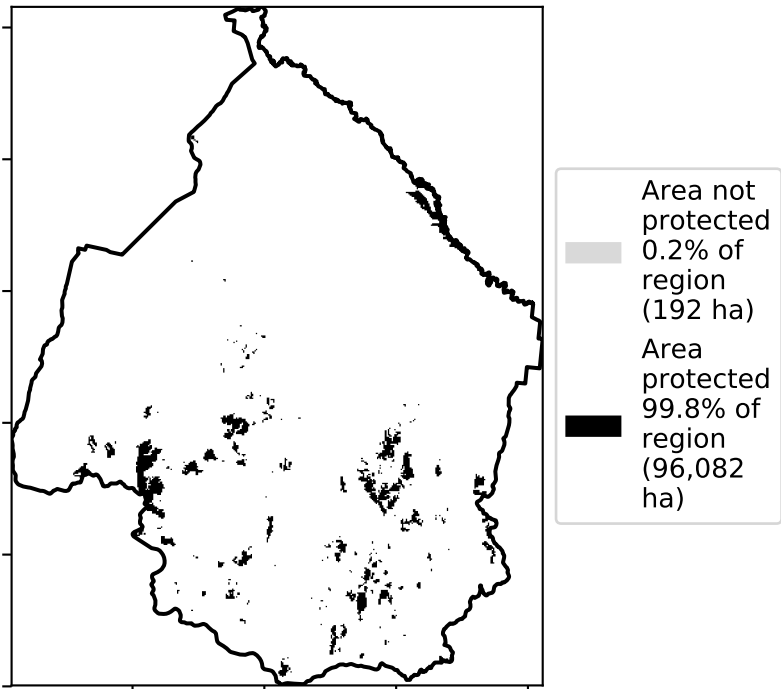 Area not
protected
0.2% of
region
(192 ha)
Area
protected
99.8% of
region
(96,082
ha)